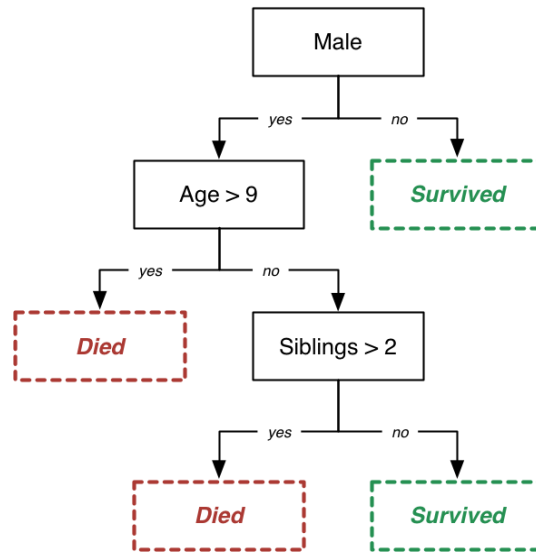 Male
yes
no
Age > 9
Survived
yes
no
Died
Siblings > 2
yes
no
Died
Survived